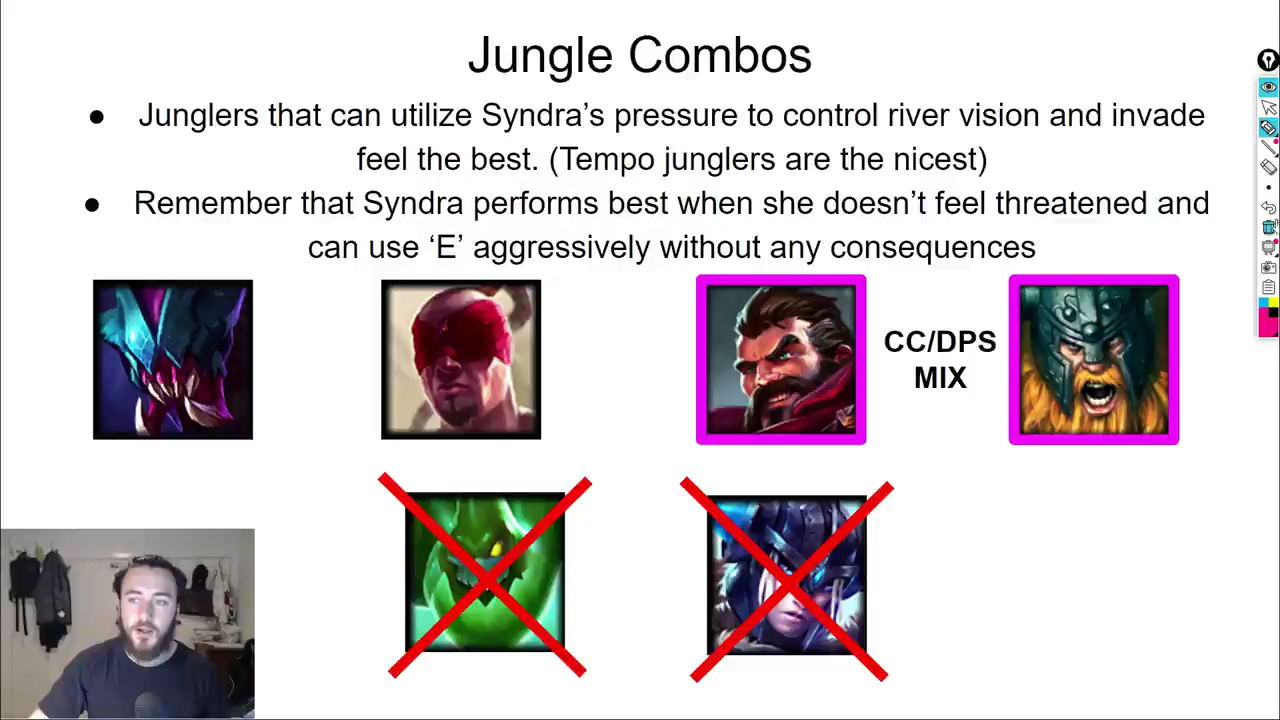 Jungle Combos
● Junglers that can utilize Syndra’s pressure to control river vision and invade
feel the best. (Tempo junglers are the nicest)
● Remember that Syndra performs best when she doesn’t feel threatened and
can use ‘E’ aggressively without any consequences
CC/DPS
MIX